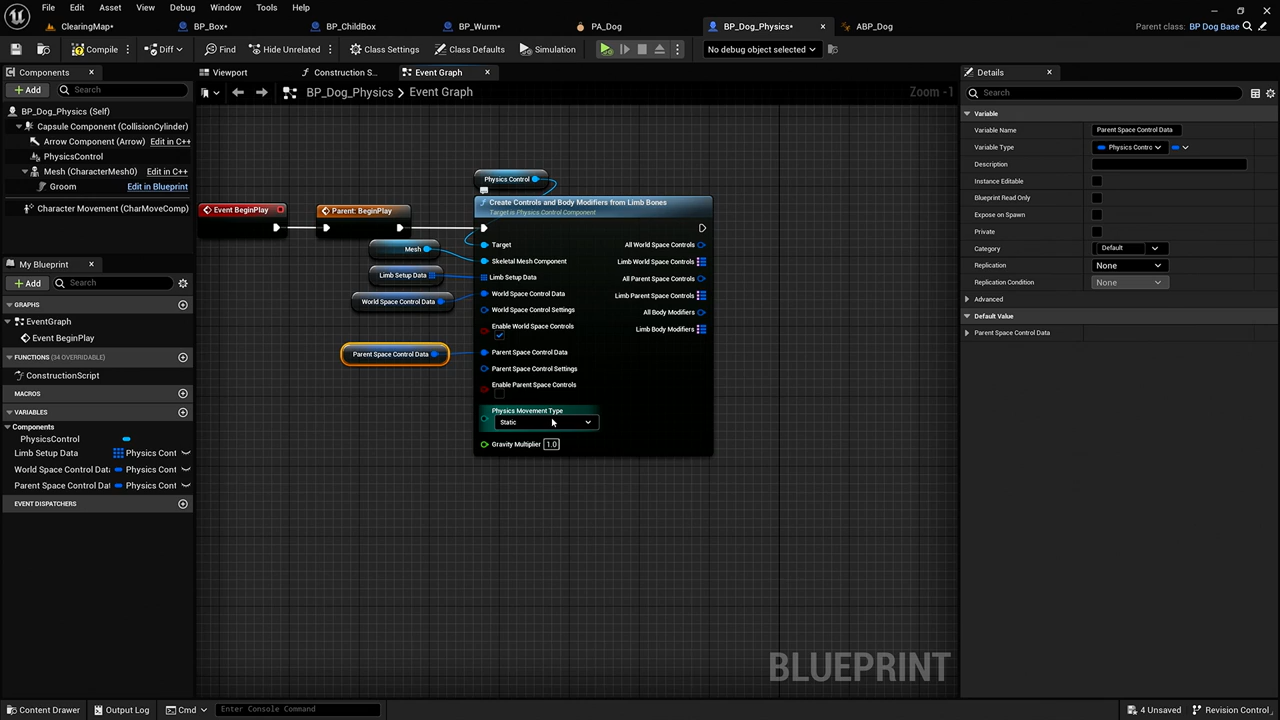 File Edit Asset View Debug Window Tools Help
ClearingMap• BP_Box• BP_ChildBox BP_Wurm• PA_Dog BP_Dog_Physics• × ABP_Dog Parent class: BP Dog Base
Compile Diff Find Hide Unrelated Class Settings Class Defaults Simulation No debug object selected
Components ×
+ Add Search
BP_Dog_Physics (Self)
Capsule Component (CollisionCylinder)
Arrow Component (Arrow) Edit in C++
PhysicsControl
Mesh (CharacterMesh0) Edit in C++
Groom Edit in Blueprint
Character Movement (CharMoveComp)
My Blueprint ×
+ Add Search
GRAPHS
EventGraph
Event BeginPlay
FUNCTIONS (34 OVERRIDABLE)
ConstructionScript
MACROS
VARIABLES
Components
PhysicsControl
Limb Setup Data Physics Cont
World Space Control Data Physics Cont
Parent Space Control Dat Physics Cont
EVENT DISPATCHERS
Viewport Construction S... Event Graph ×
BP_Dog_Physics > Event Graph Zoom -1
Physics Control
Event BeginPlay
Parent: BeginPlay
Mesh
Limb Setup Data
World Space Control Data
Parent Space Control Data
Create Controls and Body Modifiers from Limb Bones
Target is Physics Control Component
Target All World Space Controls
Skeletal Mesh Component Limb World Space Controls
Limb Setup Data All Parent Space Controls
World Space Control Data Limb Parent Space Controls
World Space Control Settings All Body Modifiers
Enable World Space Controls Limb Body Modifiers
Parent Space Control Data
Parent Space Control Settings
Enable Parent Space Controls
Physics Movement Type
Static
Gravity Multiplier 1.0
BLUEPRINT
Details ×
Search
Variable
Variable Name Parent Space Control Data
Variable Type Physics Contro
Description
Instance Editable
Blueprint Read Only
Expose on Spawn
Private
Category Default
Replication None
Replication Condition None
Advanced
Default Value
Parent Space Control Data
Content Drawer Output Log Cmd Enter Console Command 4 Unsaved Revision Control